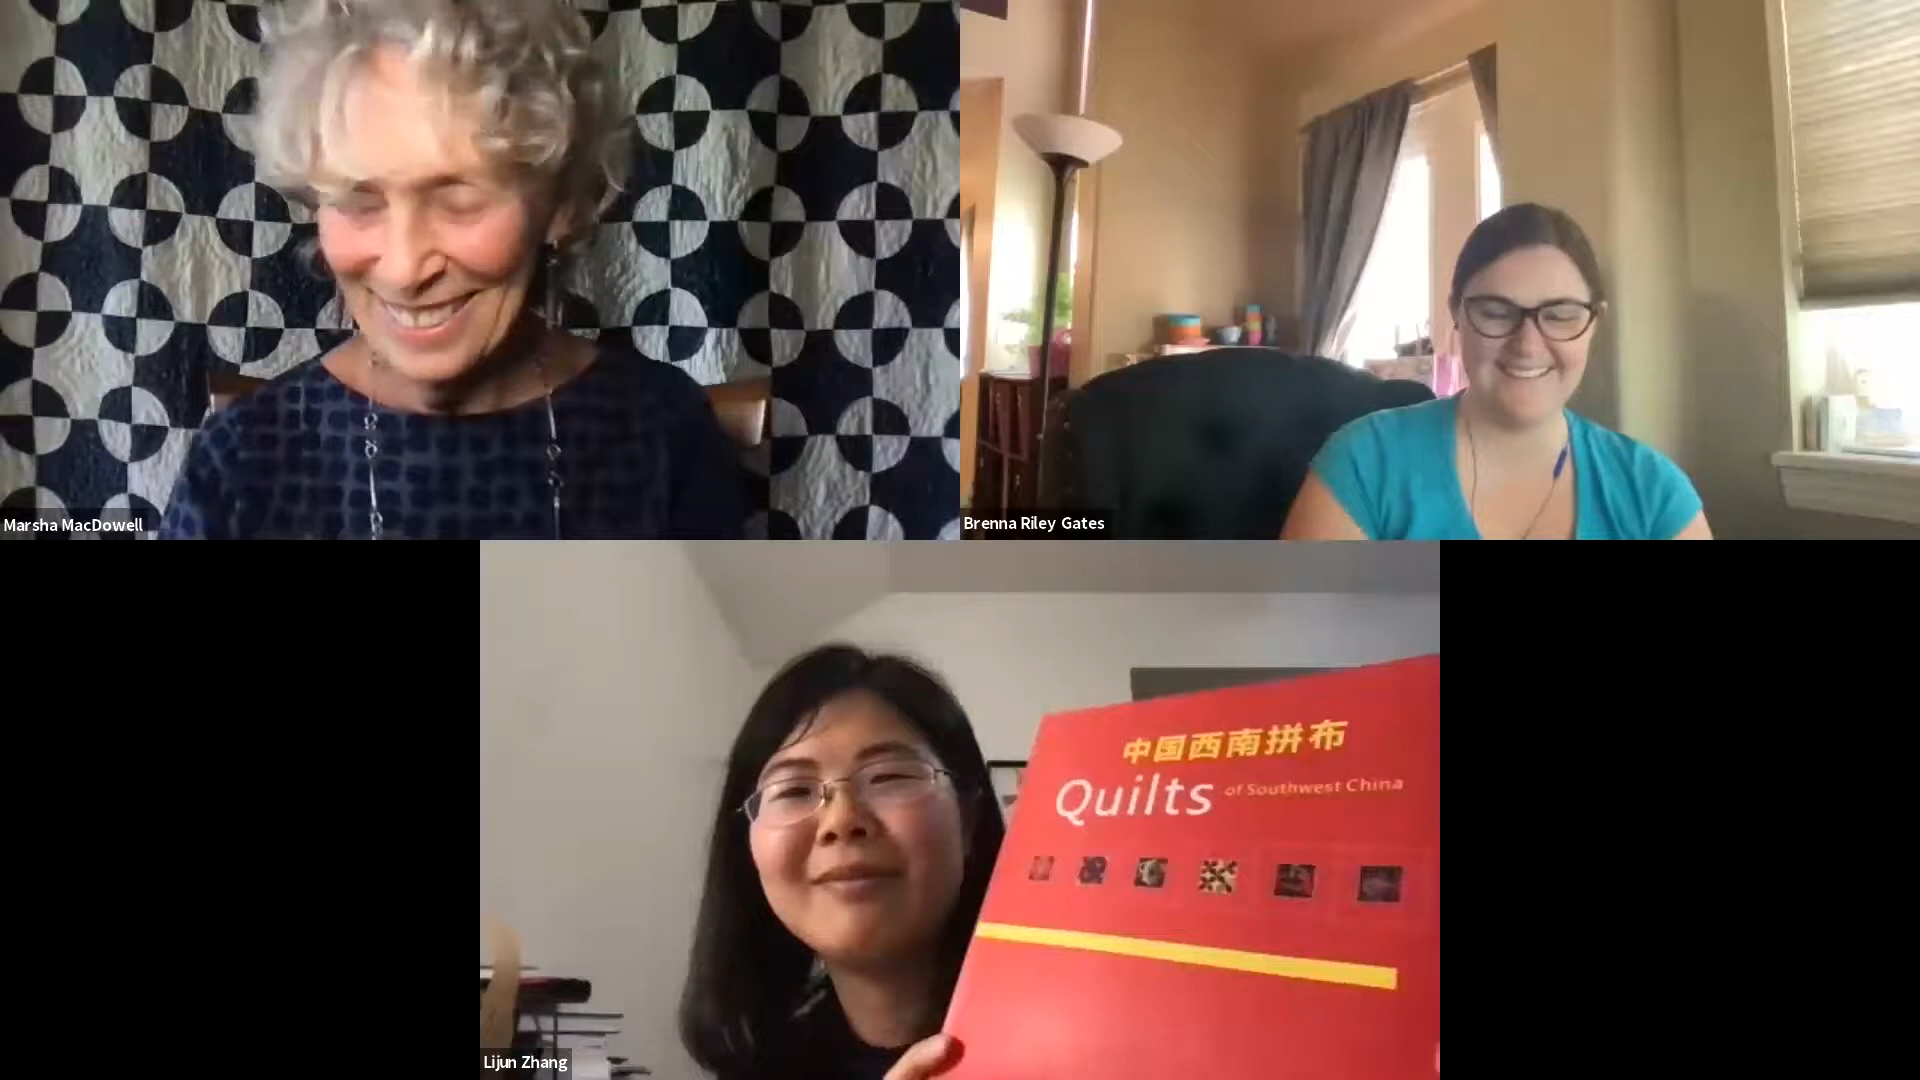 Marsha MacDowell
Brenna Riley Gates
中国西南拼布
Quilts of Southwest China
Lijun Zhang